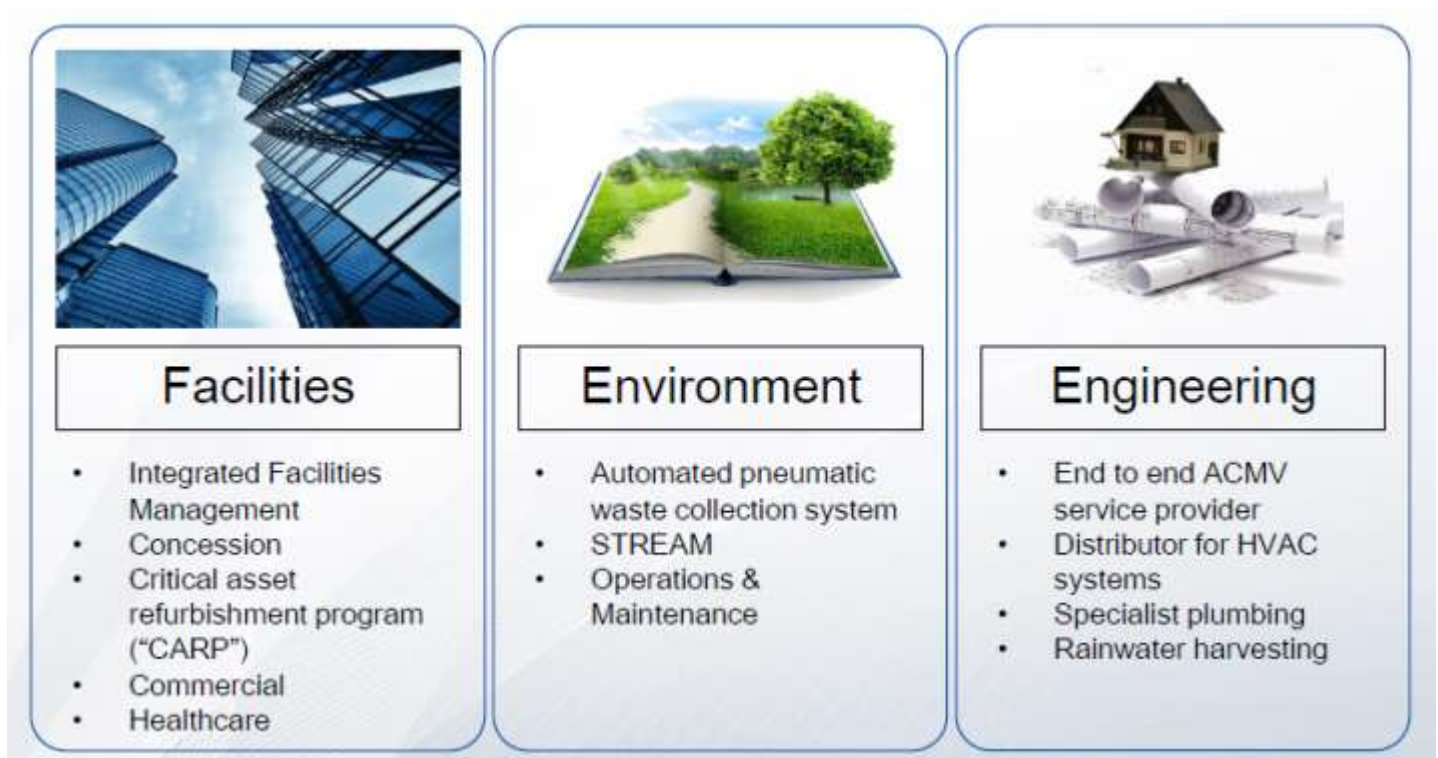 Facilities
• Integrated Facilities
Management
• Concession
• Critical asset
refurbishment program
(“CARP”)
• Commercial
• Healthcare
Environment
• Automated pneumatic
waste collection system
• STREAM
• Operations &
Maintenance
Engineering
• End to end ACMV
service provider
• Distributor for HVAC
systems
• Specialist plumbing
• Rainwater harvesting